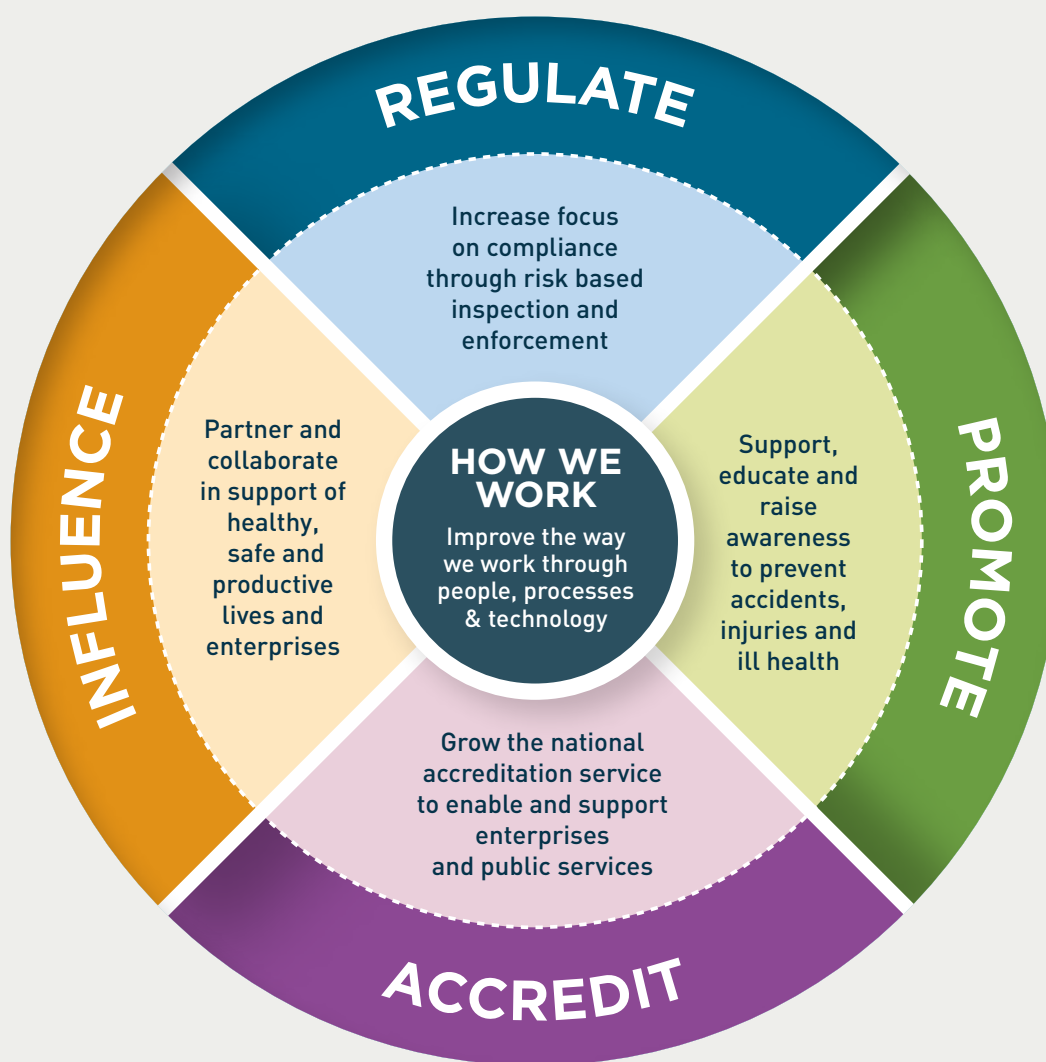 REGULATE
Increase focus
on compliance
through risk based
inspection and
enforcement
PROMOTE
Support,
educate and
raise
awareness
to prevent
accidents,
injuries and
ill health
ACCREDIT
Grow the national
accreditation service
to enable and support
enterprises
and public services
INFLUENCE
Partner and
collaborate
in support of
healthy,
safe and
productive
lives and
enterprises
HOW WE
WORK
Improve the way
we work through
people, processes
& technology